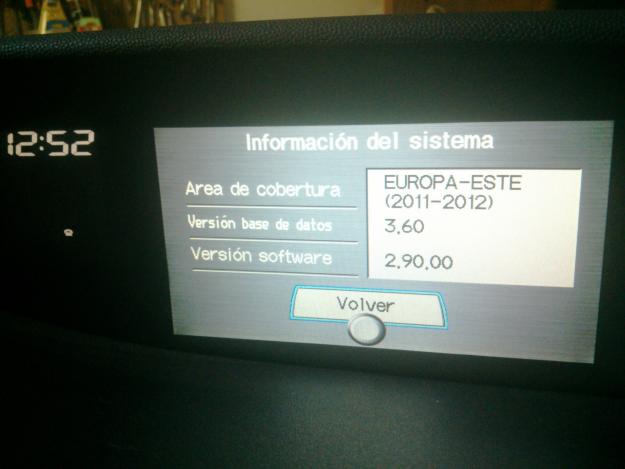 12:52
Información del sistema
Area de cobertura
EUROPA-ESTE
(2011-2012)
Versión base de datos
3.60
Versión software
2.90.00
Volver